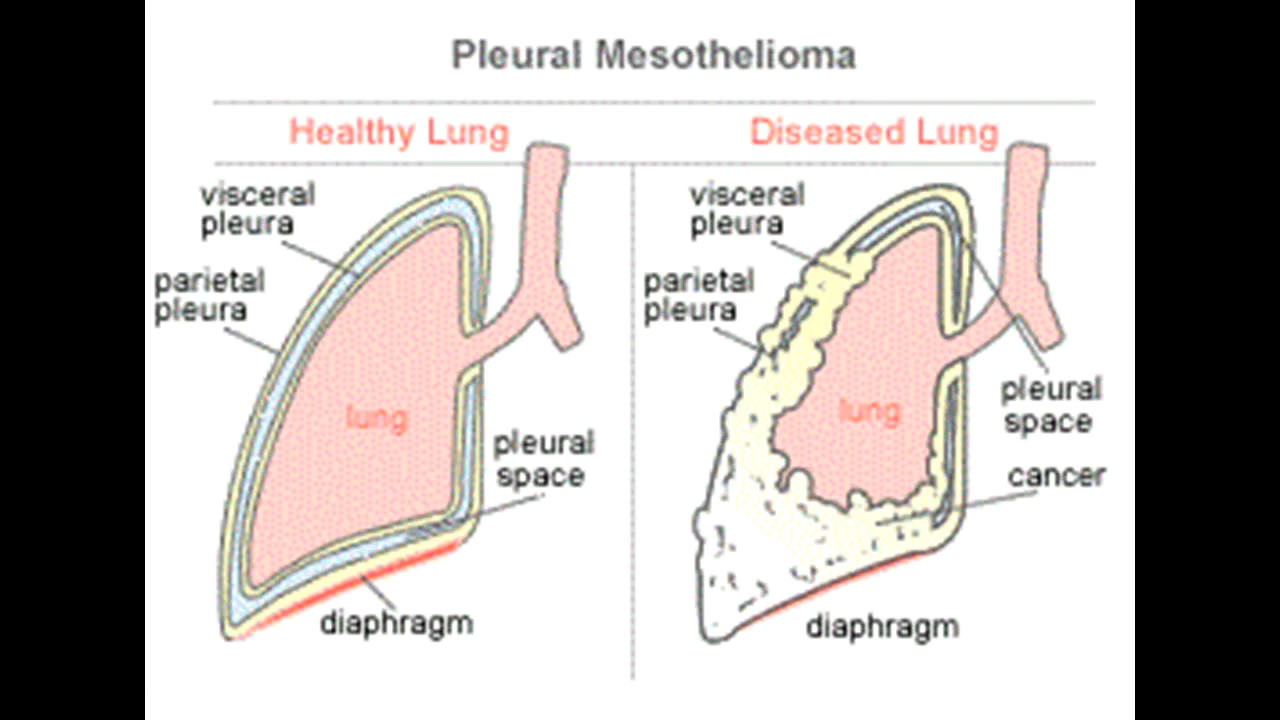 Pleural Mesothelioma
Healthy Lung
visceral
pleura
parietal
pleura
lung
pleural
space
diaphragm
Diseased Lung
visceral
pleura
parietal
pleura
lung
pleural
space
cancer
diaphragm